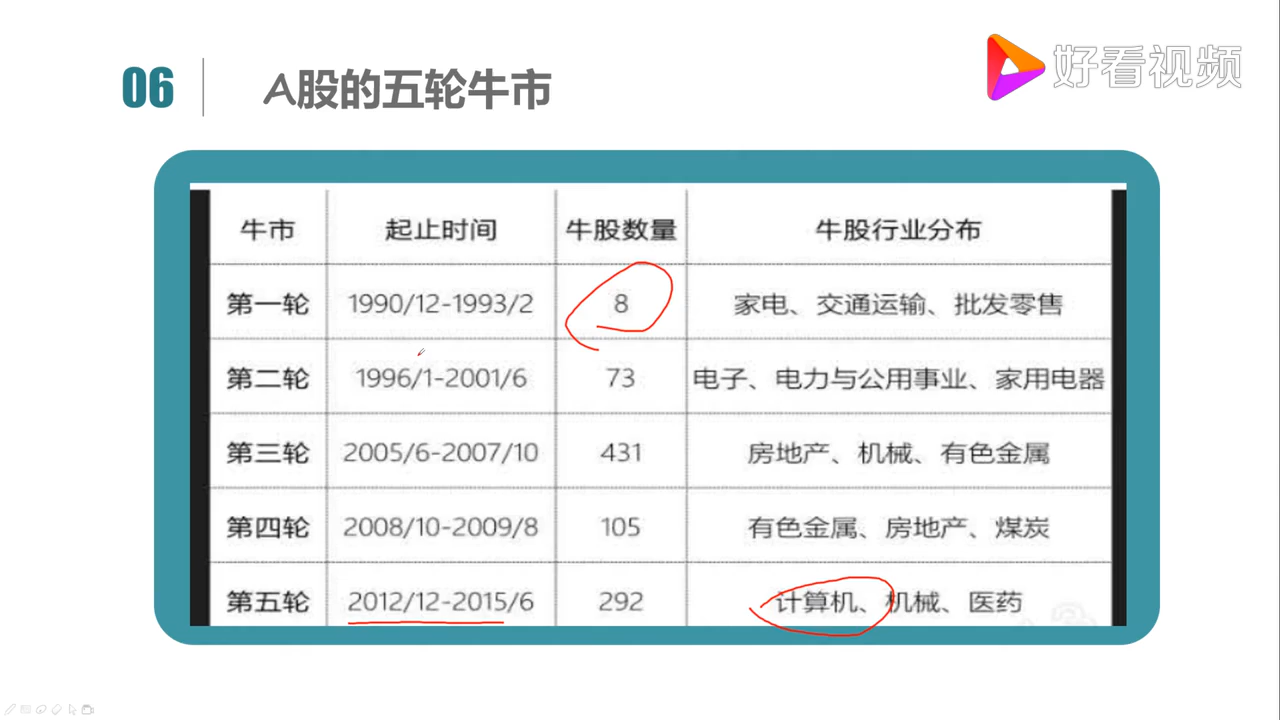 06 A股的五轮牛市
好看视频
牛市 起止时间 牛股数量 牛股行业分布
第一轮 1990/12-1993/2 8 家电、交通运输、批发零售
第二轮 1996/1-2001/6 73 电子、电力与公用事业、家用电器
第三轮 2005/6-2007/10 431 房地产、机械、有色金属
第四轮 2008/10-2009/8 105 有色金属、房地产、煤炭
第五轮 2012/12-2015/6 292 计算机、机械、医药